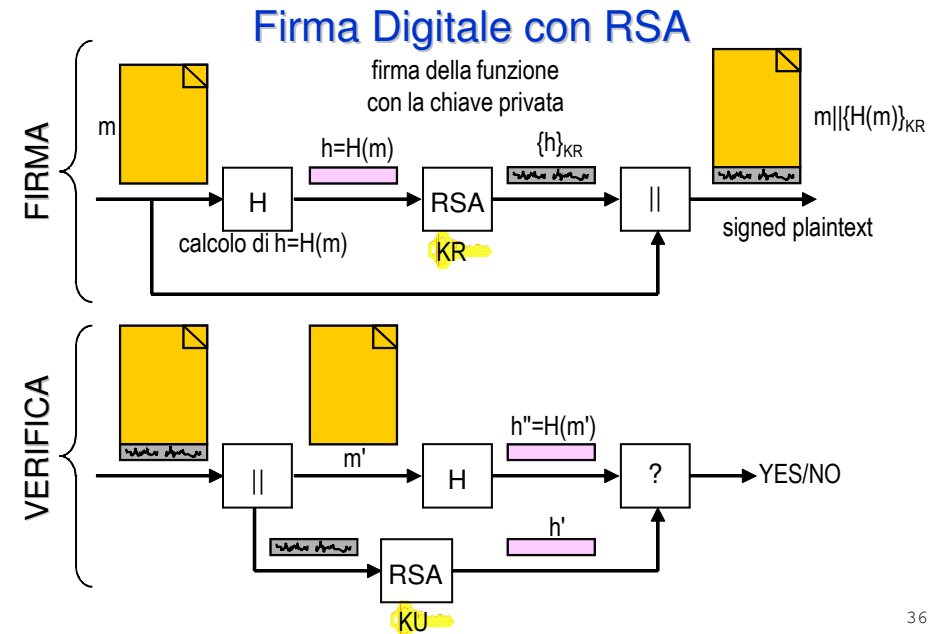 Firma Digitale con RSA
firma della funzione
con la chiave privata
FIRMA
m
h=H(m)
{h}KR
m||{H(m)}KR
H
RSA
||
calcolo di h=H(m)
KR
signed plaintext
VERIFICA
m'
h"=H(m')
||
H
?
YES/NO
h'
RSA
KU
36